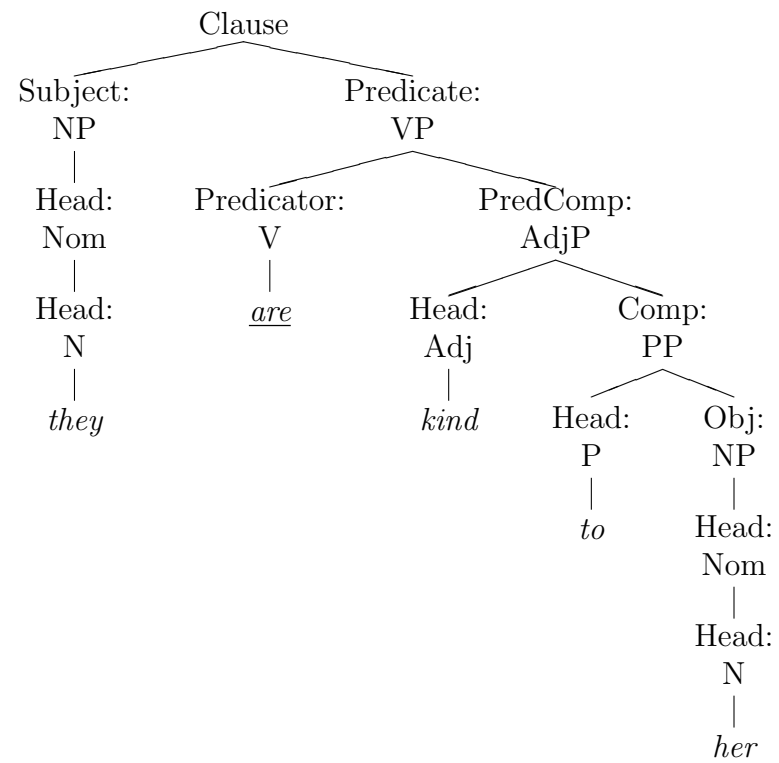 Clause
Subject: Predicate:
NP VP
Head: Predicator: PredComp:
Nom V AdjP
Head: are Head: Comp:
N Adj PP
they kind Head: Obj:
P NP
to Head:
Nom
Head:
N
her